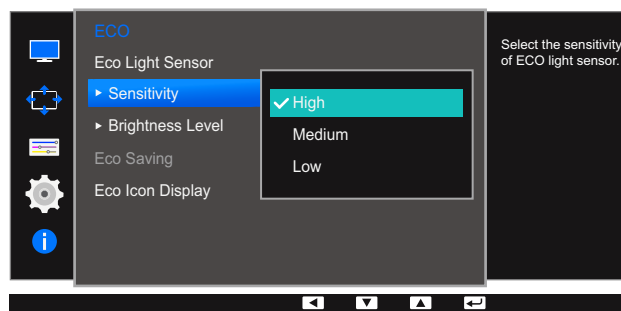 ECO
Eco Light Sensor
▸ Sensitivity
▸ Brightness Level
Eco Saving
Eco Icon Display
✓ High
Medium
Low
Select the sensitivity
of ECO light sensor.